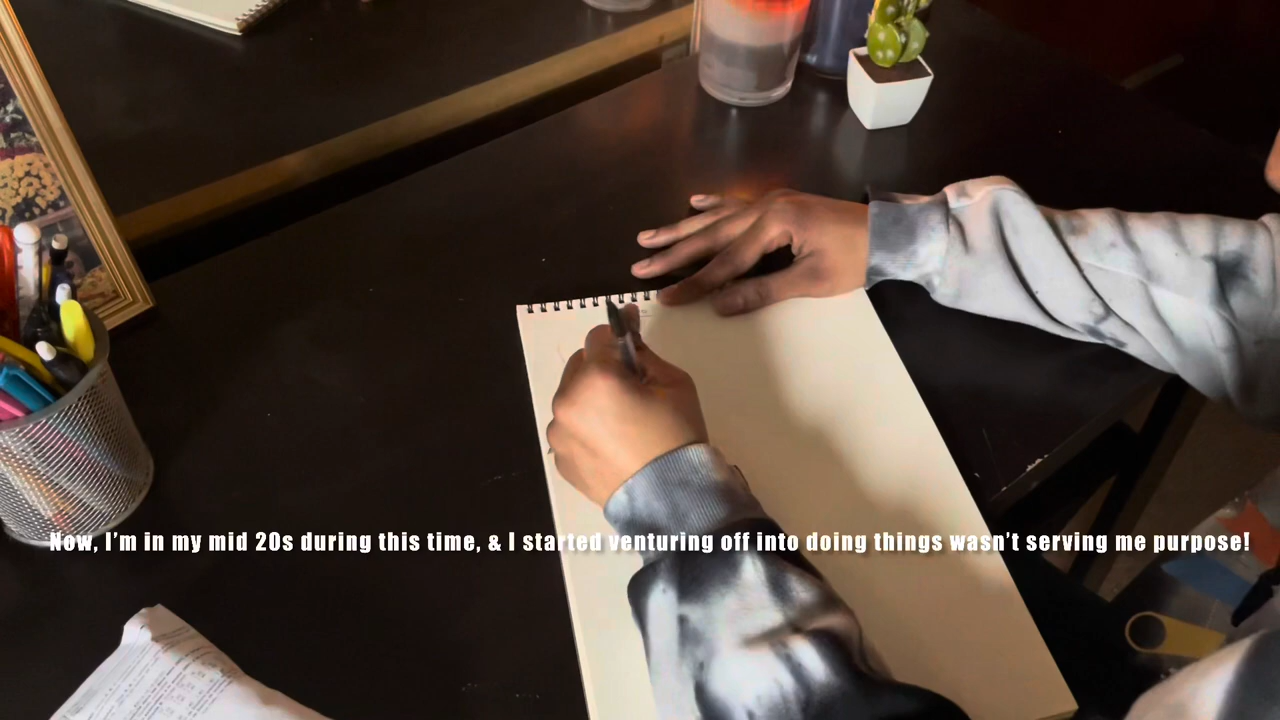 Now, I'm in my mid 20s during this time, & I started venturing off into doing things wasn't serving me purpose!